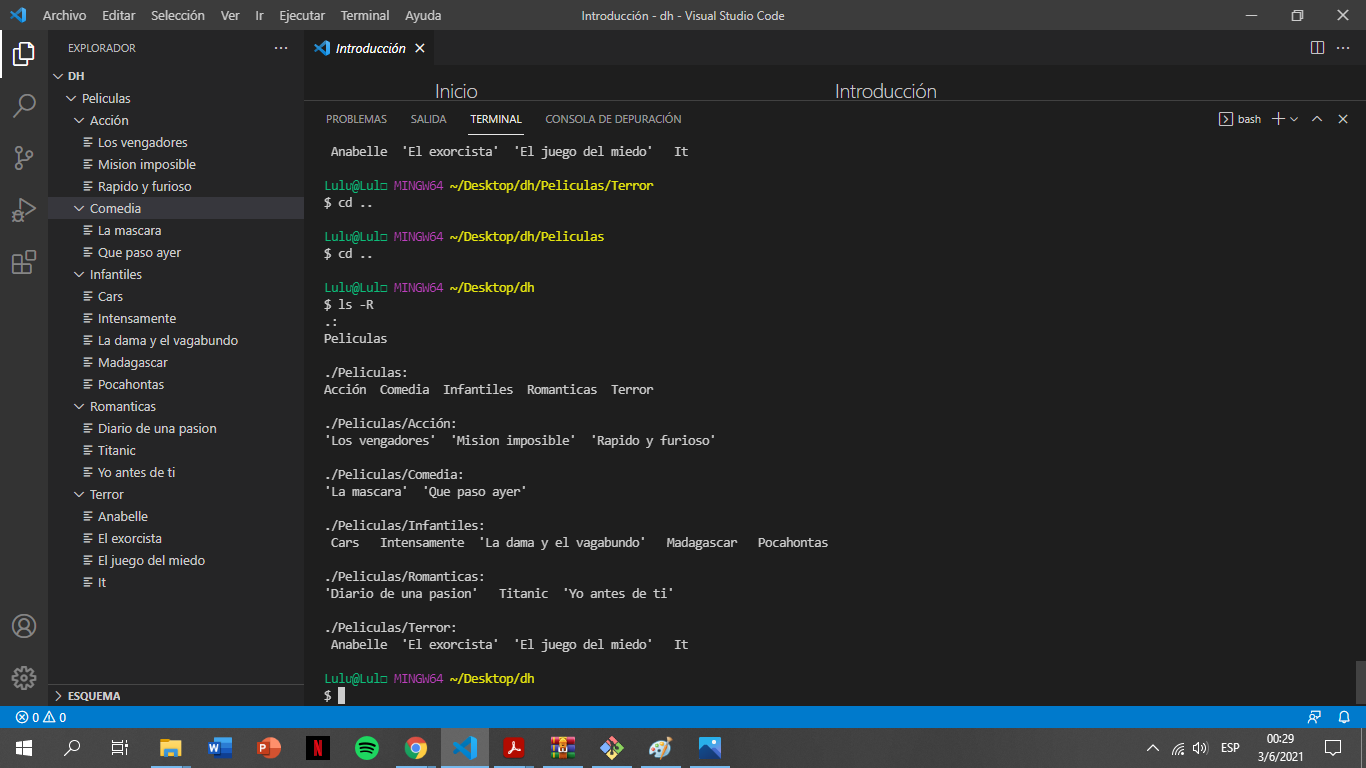 Archivo Editar Selección Ver Ir Ejecutar Terminal Ayuda
Introducción - dh - Visual Studio Code
EXPLORADOR
DH
Peliculas
Acción
Los vengadores
Mision imposible
Rapido y furioso
Comedia
La mascara
Que paso ayer
Infantiles
Cars
Intensamente
La dama y el vagabundo
Madagascar
Pocahontas
Romanticas
Diario de una pasion
Titanic
Yo antes de ti
Terror
Anabelle
El exorcista
El juego del miedo
It
ESQUEMA
Introducción
Inicio Introducción
PROBLEMAS SALIDA TERMINAL CONSOLA DE DEPURACIÓN
bash
Anabelle 'El exorcista' 'El juego del miedo' It
Lulu@Lul□ MINGW64 ~/Desktop/dh/Peliculas/Terror
$ cd ..
Lulu@Lul□ MINGW64 ~/Desktop/dh/Peliculas
$ cd ..
Lulu@Lul□ MINGW64 ~/Desktop/dh
$ ls -R
.:
Peliculas
./Peliculas:
Acción Comedia Infantiles Romanticas Terror
./Peliculas/Acción:
'Los vengadores' 'Mision imposible' 'Rapido y furioso'
./Peliculas/Comedia:
'La mascara' 'Que paso ayer'
./Peliculas/Infantiles:
Cars Intensamente 'La dama y el vagabundo' Madagascar Pocahontas
./Peliculas/Romanticas:
'Diario de una pasion' Titanic 'Yo antes de ti'
./Peliculas/Terror:
Anabelle 'El exorcista' 'El juego del miedo' It
Lulu@Lul□ MINGW64 ~/Desktop/dh
$
0 0
ESP
00:29
3/6/2021